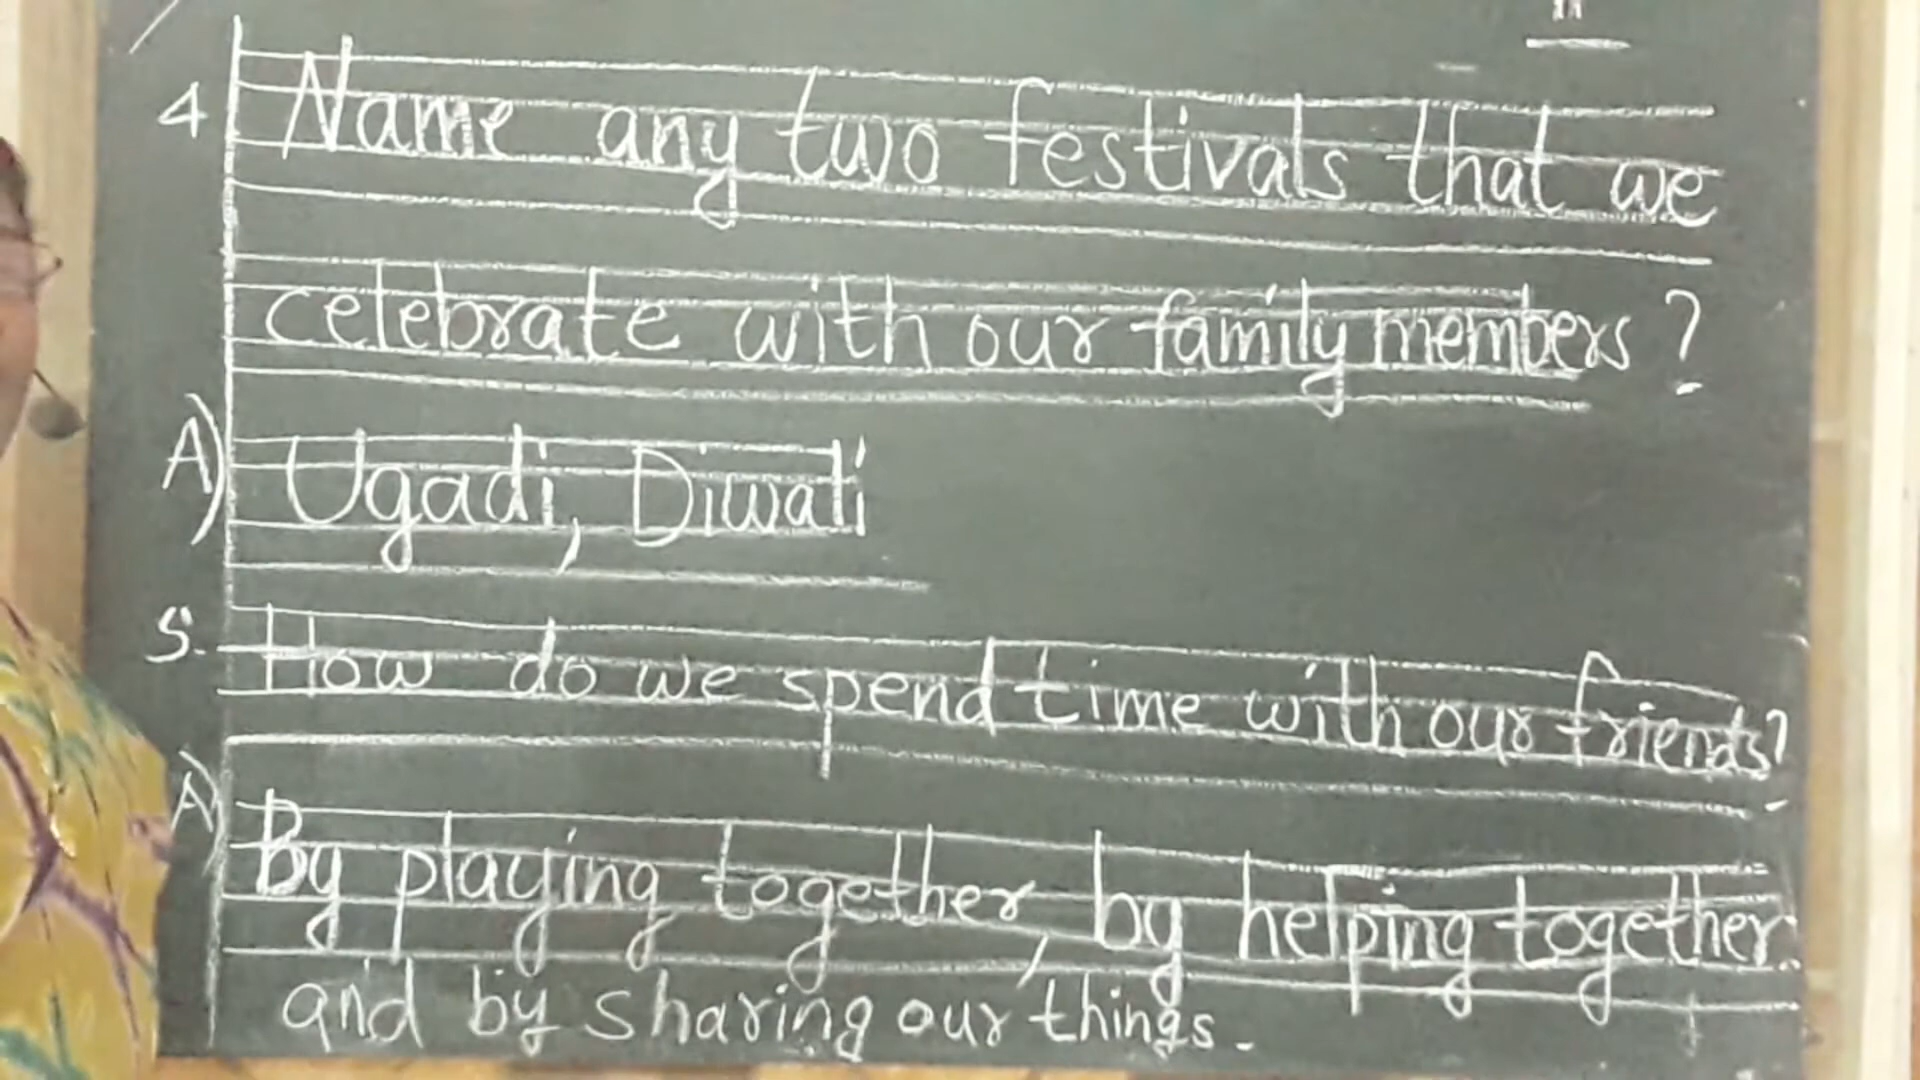 4 Name any two festivals that we
celebrate with our family members?
A) Ugadi, Diwali
5. How do we spend time with our friends?
A) By playing together, by helping together
and by sharing our things.